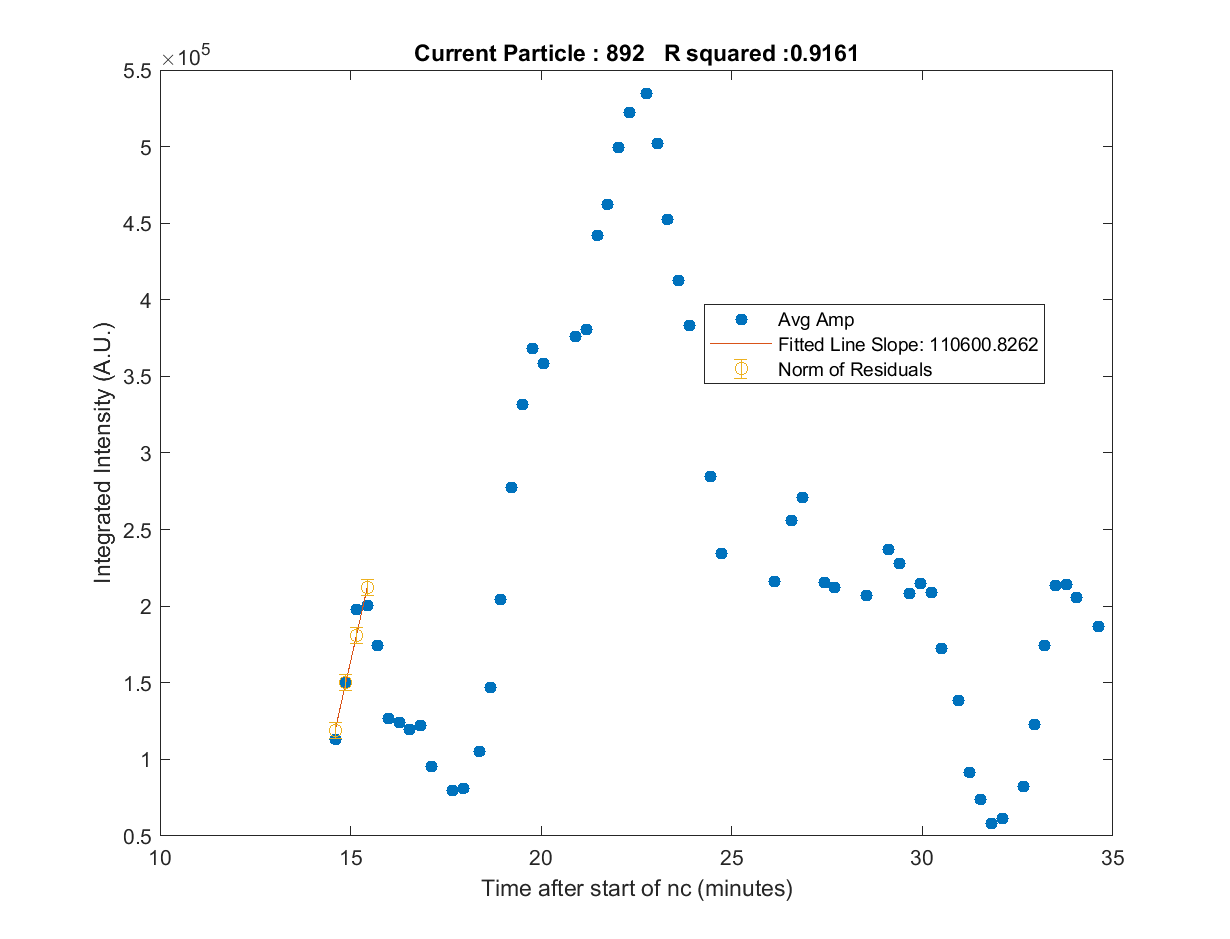 Current Particle : 892   R squared :0.9161
×10^5
5.5
5
4.5
4
3.5
3
2.5
2
1.5
1
0.5
Integrated Intensity (A.U.)
Avg Amp
Fitted Line Slope: 110600.8262
Norm of Residuals
10 15 20 25 30 35
Time after start of nc (minutes)